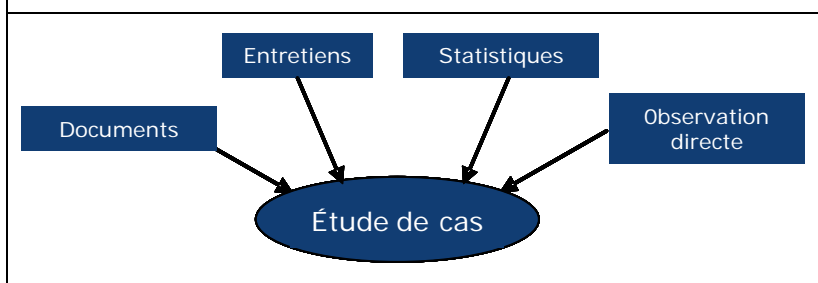 Entretiens
Statistiques
Documents
Observation
directe
Étude de cas